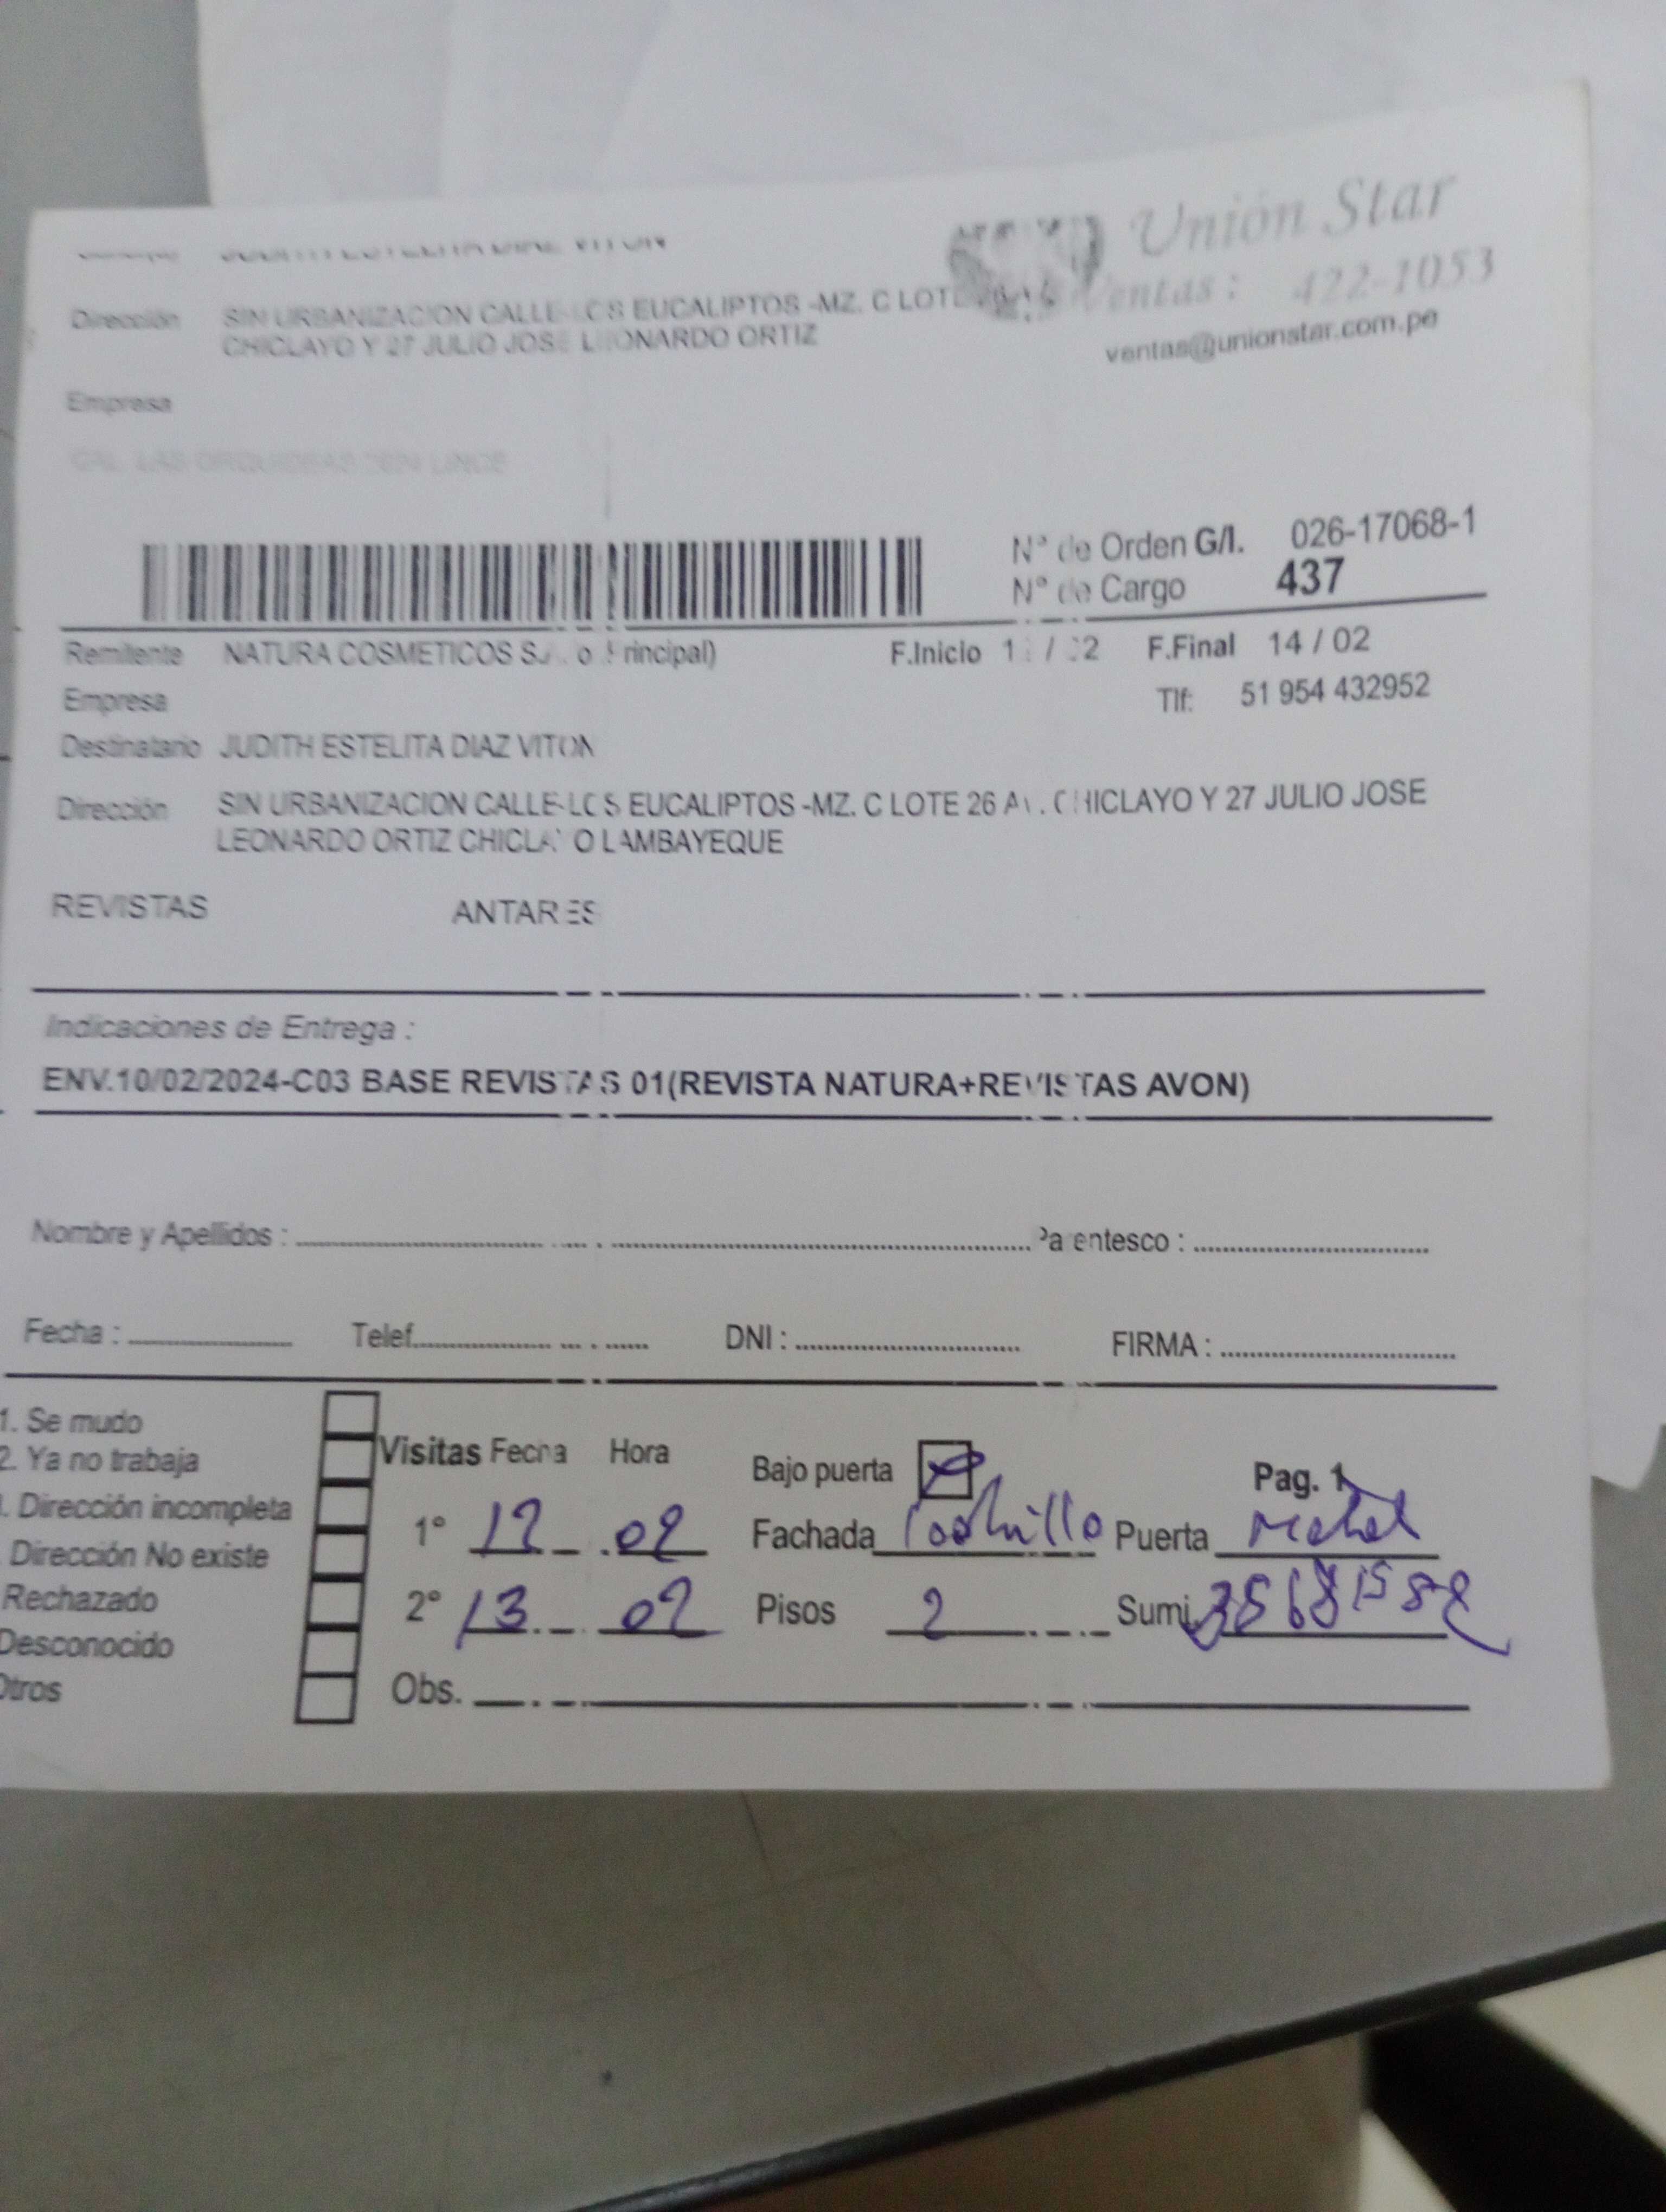 Unión Star
Ventas: 422-1053
ventas@unionstar.com.pe
Dirección SIN URBANIZACION CALLE-LOS EUCALIPTOS -MZ. C LOTE
CHICLAYO Y 27 JULIO JOSE LEONARDO ORTIZ
Empresa
N° de Orden G/I. 026-17068-1
N° de Cargo 437
Remitente NATURA COSMETICOS F.Inicio F.Final 14 / 02
Empresa Tlf: 51 954 432952
Destinatario JUDITH ESTELITA DIAZ VITON
Dirección SIN URBANIZACION CALLE-LOS EUCALIPTOS -MZ. C LOTE 26 AV. CHICLAYO Y 27 JULIO JOSE
LEONARDO ORTIZ CHICLAYO LAMBAYEQUE
REVISTAS ANTARES
Indicaciones de Entrega :
ENV.10/02/2024-C03 BASE REVISTAS 01(REVISTA NATURA+REVISTAS AVON)
Nombre y Apellidos : Parentesco :
Fecha : Telef. DNI : FIRMA :
1. Se mudo
2. Ya no trabaja
. Dirección incompleta
Dirección No existe
Rechazado
Desconocido
Otros
Visitas Fecha Hora Bajo puerta Pag. 1
1° 12 02 Fachada Puerta
2° 13 02 Pisos 2 Sumi.
Obs.